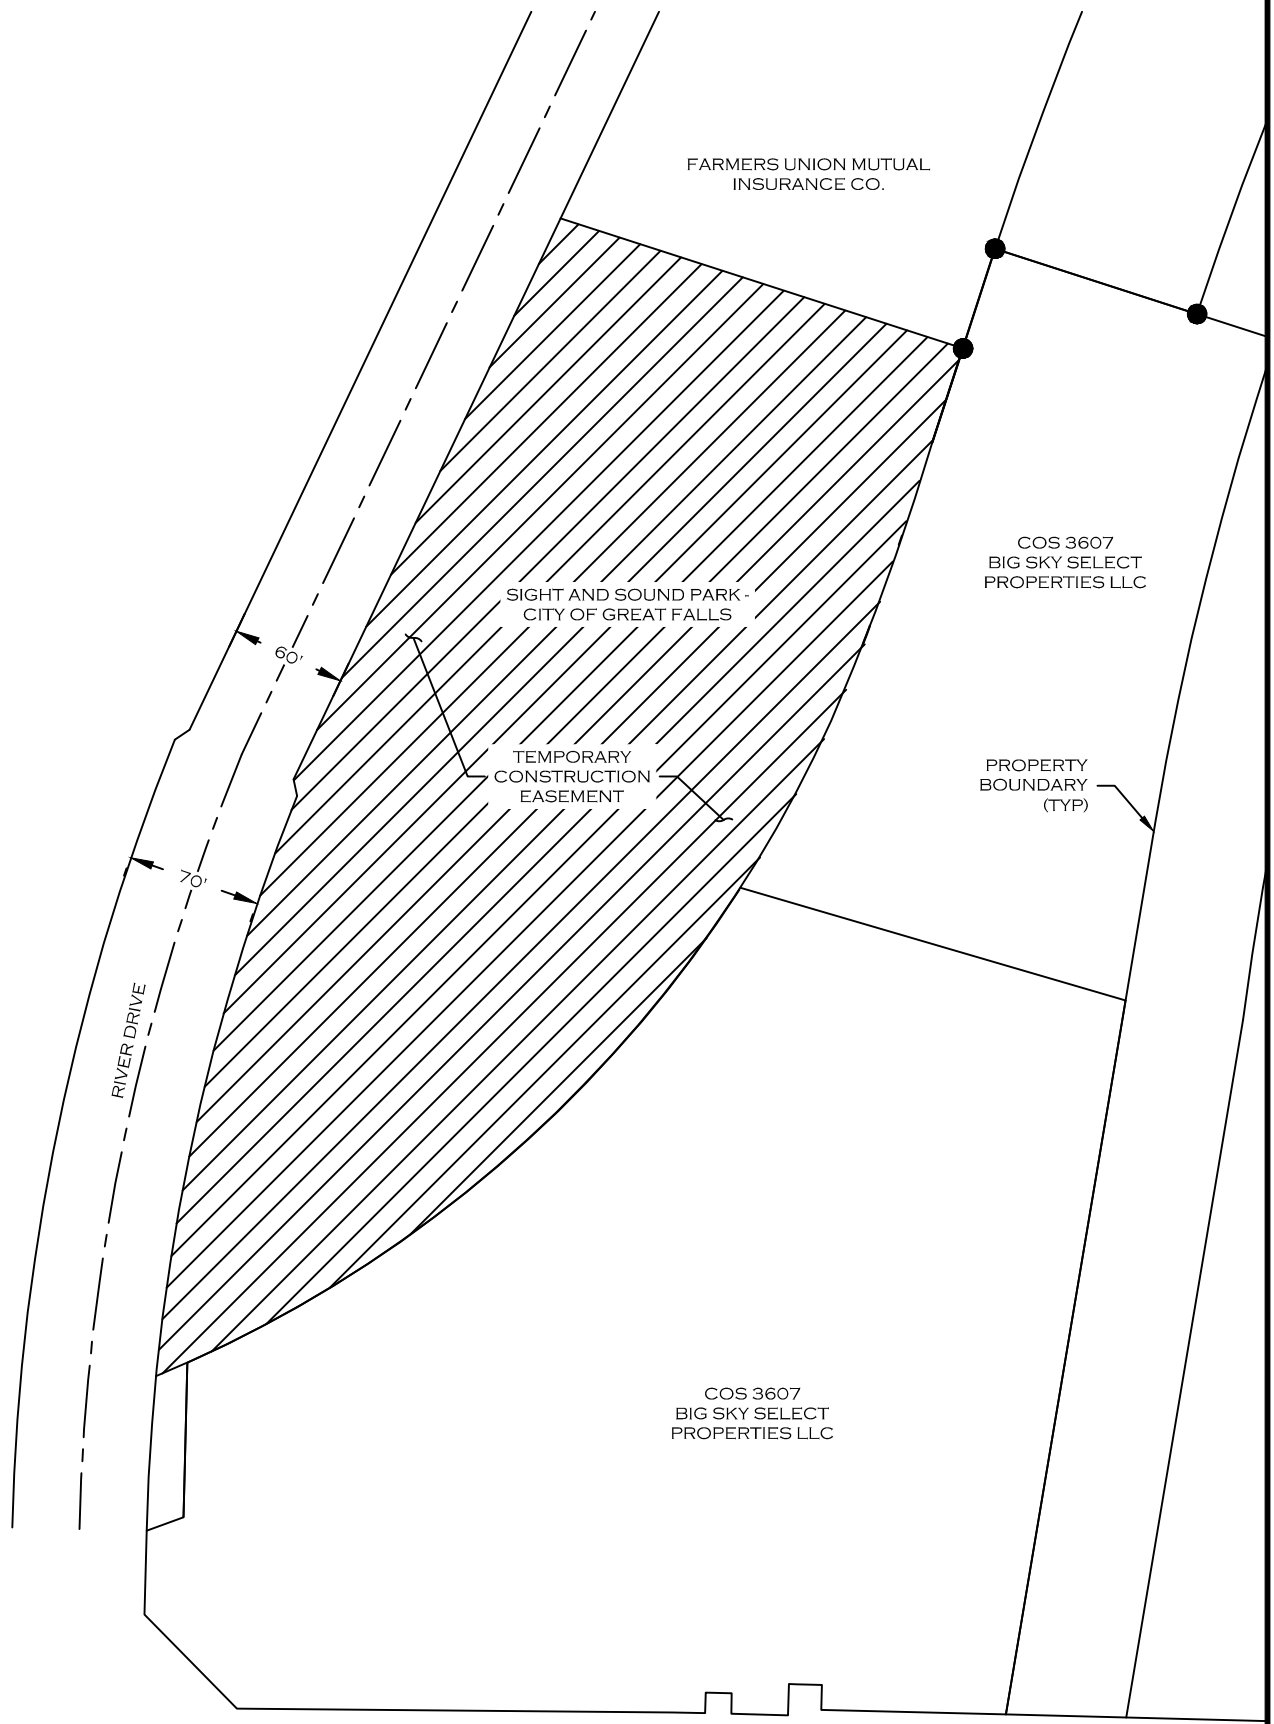 FARMERS UNION MUTUAL
INSURANCE CO.
COS 3607
BIG SKY SELECT
PROPERTIES LLC
SIGHT AND SOUND PARK -
CITY OF GREAT FALLS
60'
TEMPORARY
CONSTRUCTION
EASEMENT
PROPERTY
BOUNDARY
(TYP)
70'
RIVER DRIVE
COS 3607
BIG SKY SELECT
PROPERTIES LLC